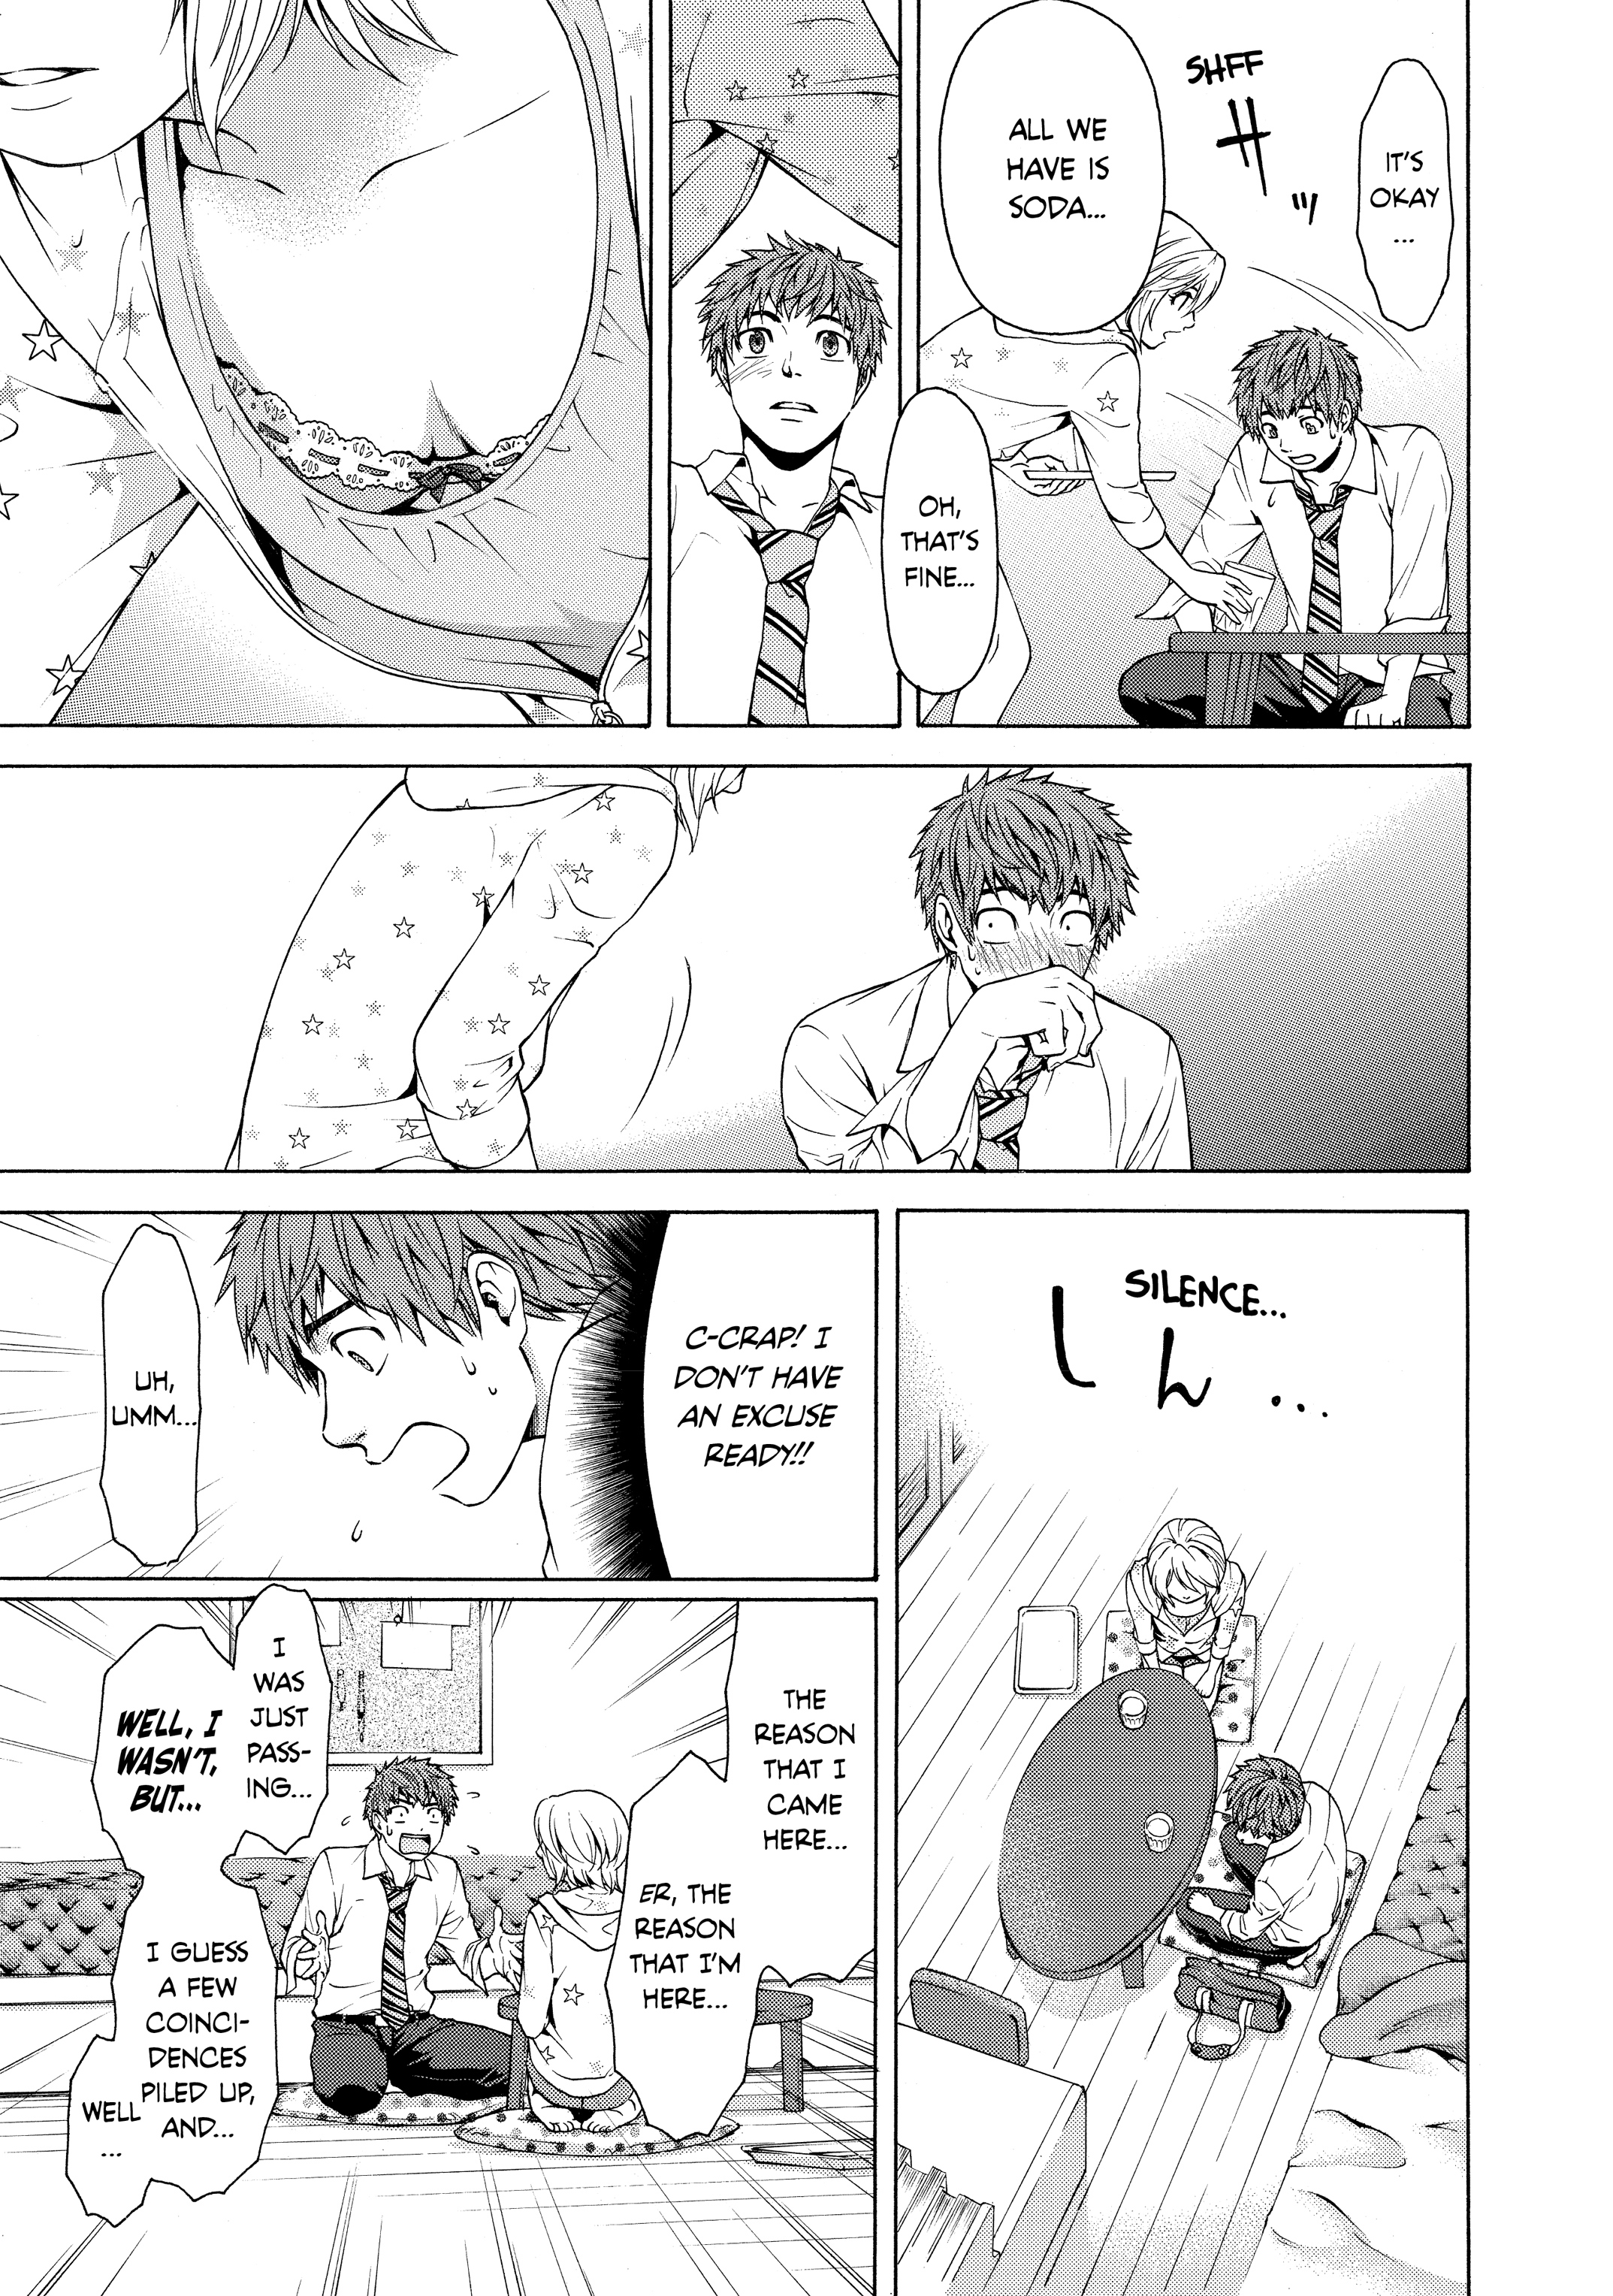 IT'S
OKAY
...
SHFF
サッ
ALL WE
HAVE IS
SODA...
OH,
THAT'S
FINE...
SILENCE...
しん...
C-CRAP! I
DON'T HAVE
AN EXCUSE
READY!!
UH,
UMM...
THE
REASON
THAT I
CAME
HERE...
ER, THE
REASON
THAT I'M
HERE...
I
WAS
JUST
PASS-
ING...
WELL, I
WASN'T,
BUT...
I GUESS
A FEW
COINCI-
DENCES
PILED UP,
AND...
WELL
...